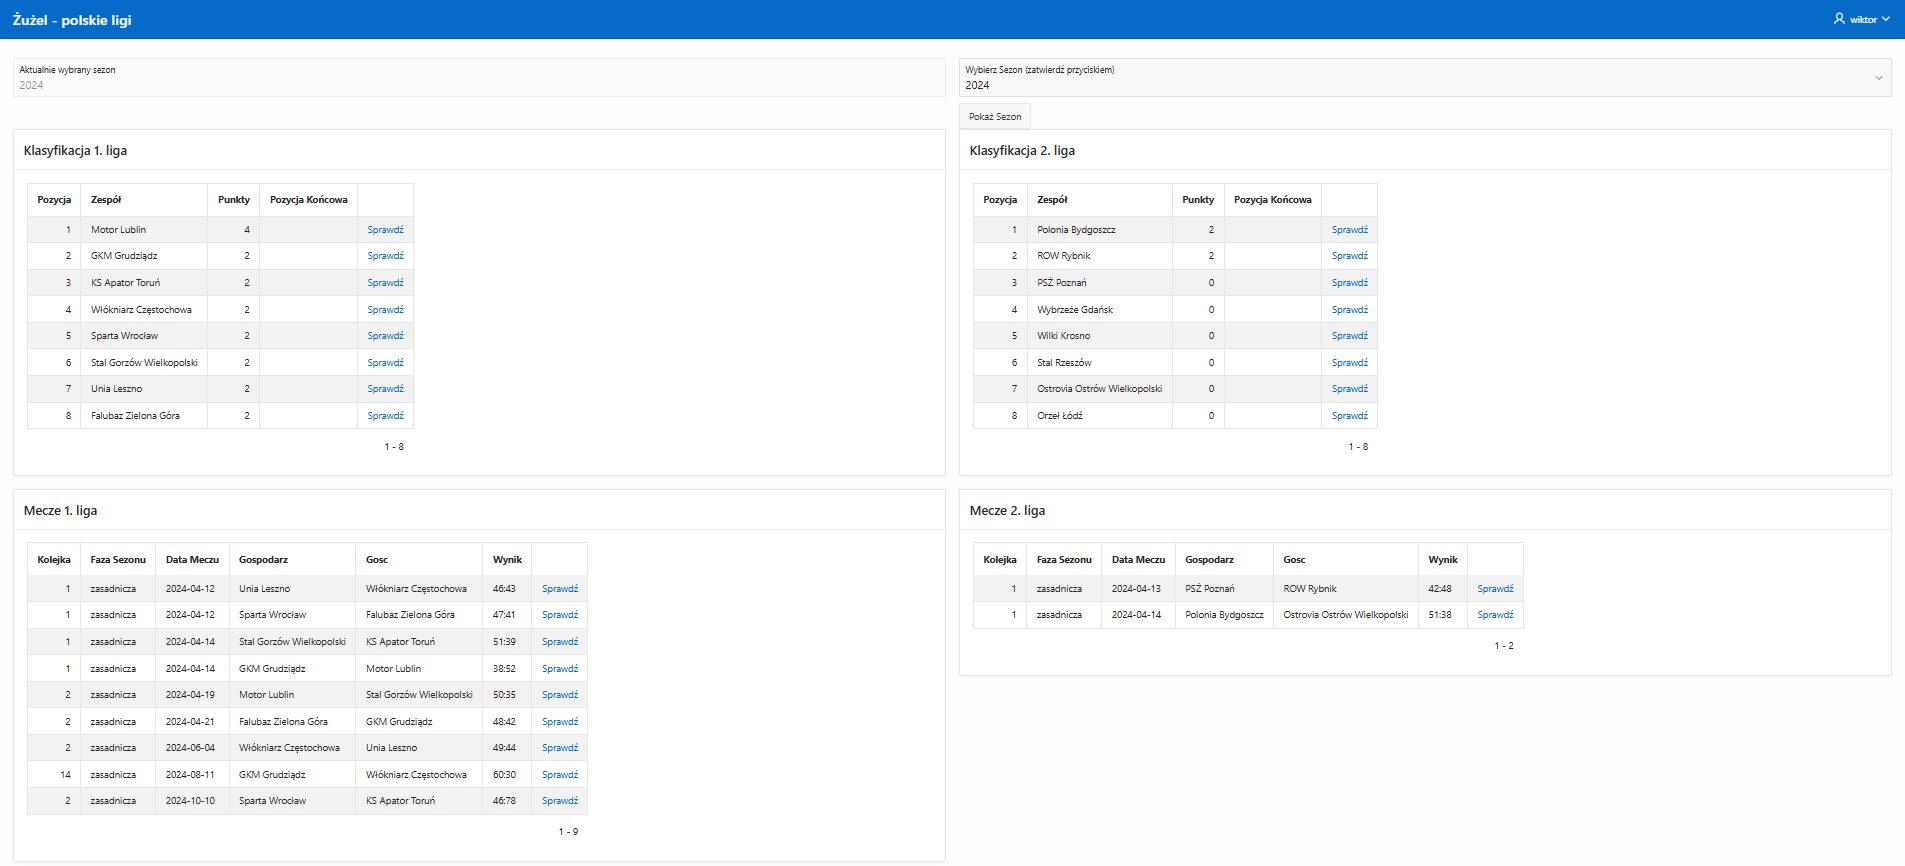 Żużel - polskie ligi
wiktor
Aktualnie wybrany sezon
2024
Wybierz Sezon (zatwierdź przyciskiem)
2024
Pokaż Sezon
Klasyfikacja 1. liga
Pozycja Zespół Punkty Pozycja Końcowa
1 Motor Lublin 4 Sprawdź
2 GKM Grudziądz 2 Sprawdź
3 KS Apator Toruń 2 Sprawdź
4 Włókniarz Częstochowa 2 Sprawdź
5 Sparta Wrocław 2 Sprawdź
6 Stal Gorzów Wielkopolski 2 Sprawdź
7 Unia Leszno 2 Sprawdź
8 Falubaz Zielona Góra 2 Sprawdź
1 - 8
Klasyfikacja 2. liga
Pozycja Zespół Punkty Pozycja Końcowa
1 Polonia Bydgoszcz 2 Sprawdź
2 ROW Rybnik 2 Sprawdź
3 PSŻ Poznań 0 Sprawdź
4 Wybrzeże Gdańsk 0 Sprawdź
5 Wilki Krosno 0 Sprawdź
6 Stal Rzeszów 0 Sprawdź
7 Ostrovia Ostrów Wielkopolski 0 Sprawdź
8 Orzeł Łódź 0 Sprawdź
1 - 8
Mecze 1. liga
Kolejka Faza Sezonu Data Meczu Gospodarz Gosc Wynik
1 zasadnicza 2024-04-12 Unia Leszno Włókniarz Częstochowa 46:43 Sprawdź
1 zasadnicza 2024-04-12 Sparta Wrocław Falubaz Zielona Góra 47:41 Sprawdź
1 zasadnicza 2024-04-14 Stal Gorzów Wielkopolski KS Apator Toruń 51:39 Sprawdź
1 zasadnicza 2024-04-14 GKM Grudziądz Motor Lublin 38:52 Sprawdź
2 zasadnicza 2024-04-19 Motor Lublin Stal Gorzów Wielkopolski 50:35 Sprawdź
2 zasadnicza 2024-04-21 Falubaz Zielona Góra GKM Grudziądz 48:42 Sprawdź
2 zasadnicza 2024-06-04 Włókniarz Częstochowa Unia Leszno 49:44 Sprawdź
14 zasadnicza 2024-08-11 GKM Grudziądz Włókniarz Częstochowa 60:30 Sprawdź
2 zasadnicza 2024-10-10 Sparta Wrocław KS Apator Toruń 46:78 Sprawdź
1 - 9
Mecze 2. liga
Kolejka Faza Sezonu Data Meczu Gospodarz Gosc Wynik
1 zasadnicza 2024-04-13 PSŻ Poznań ROW Rybnik 42:48 Sprawdź
1 zasadnicza 2024-04-14 Polonia Bydgoszcz Ostrovia Ostrów Wielkopolski 51:38 Sprawdź
1 - 2